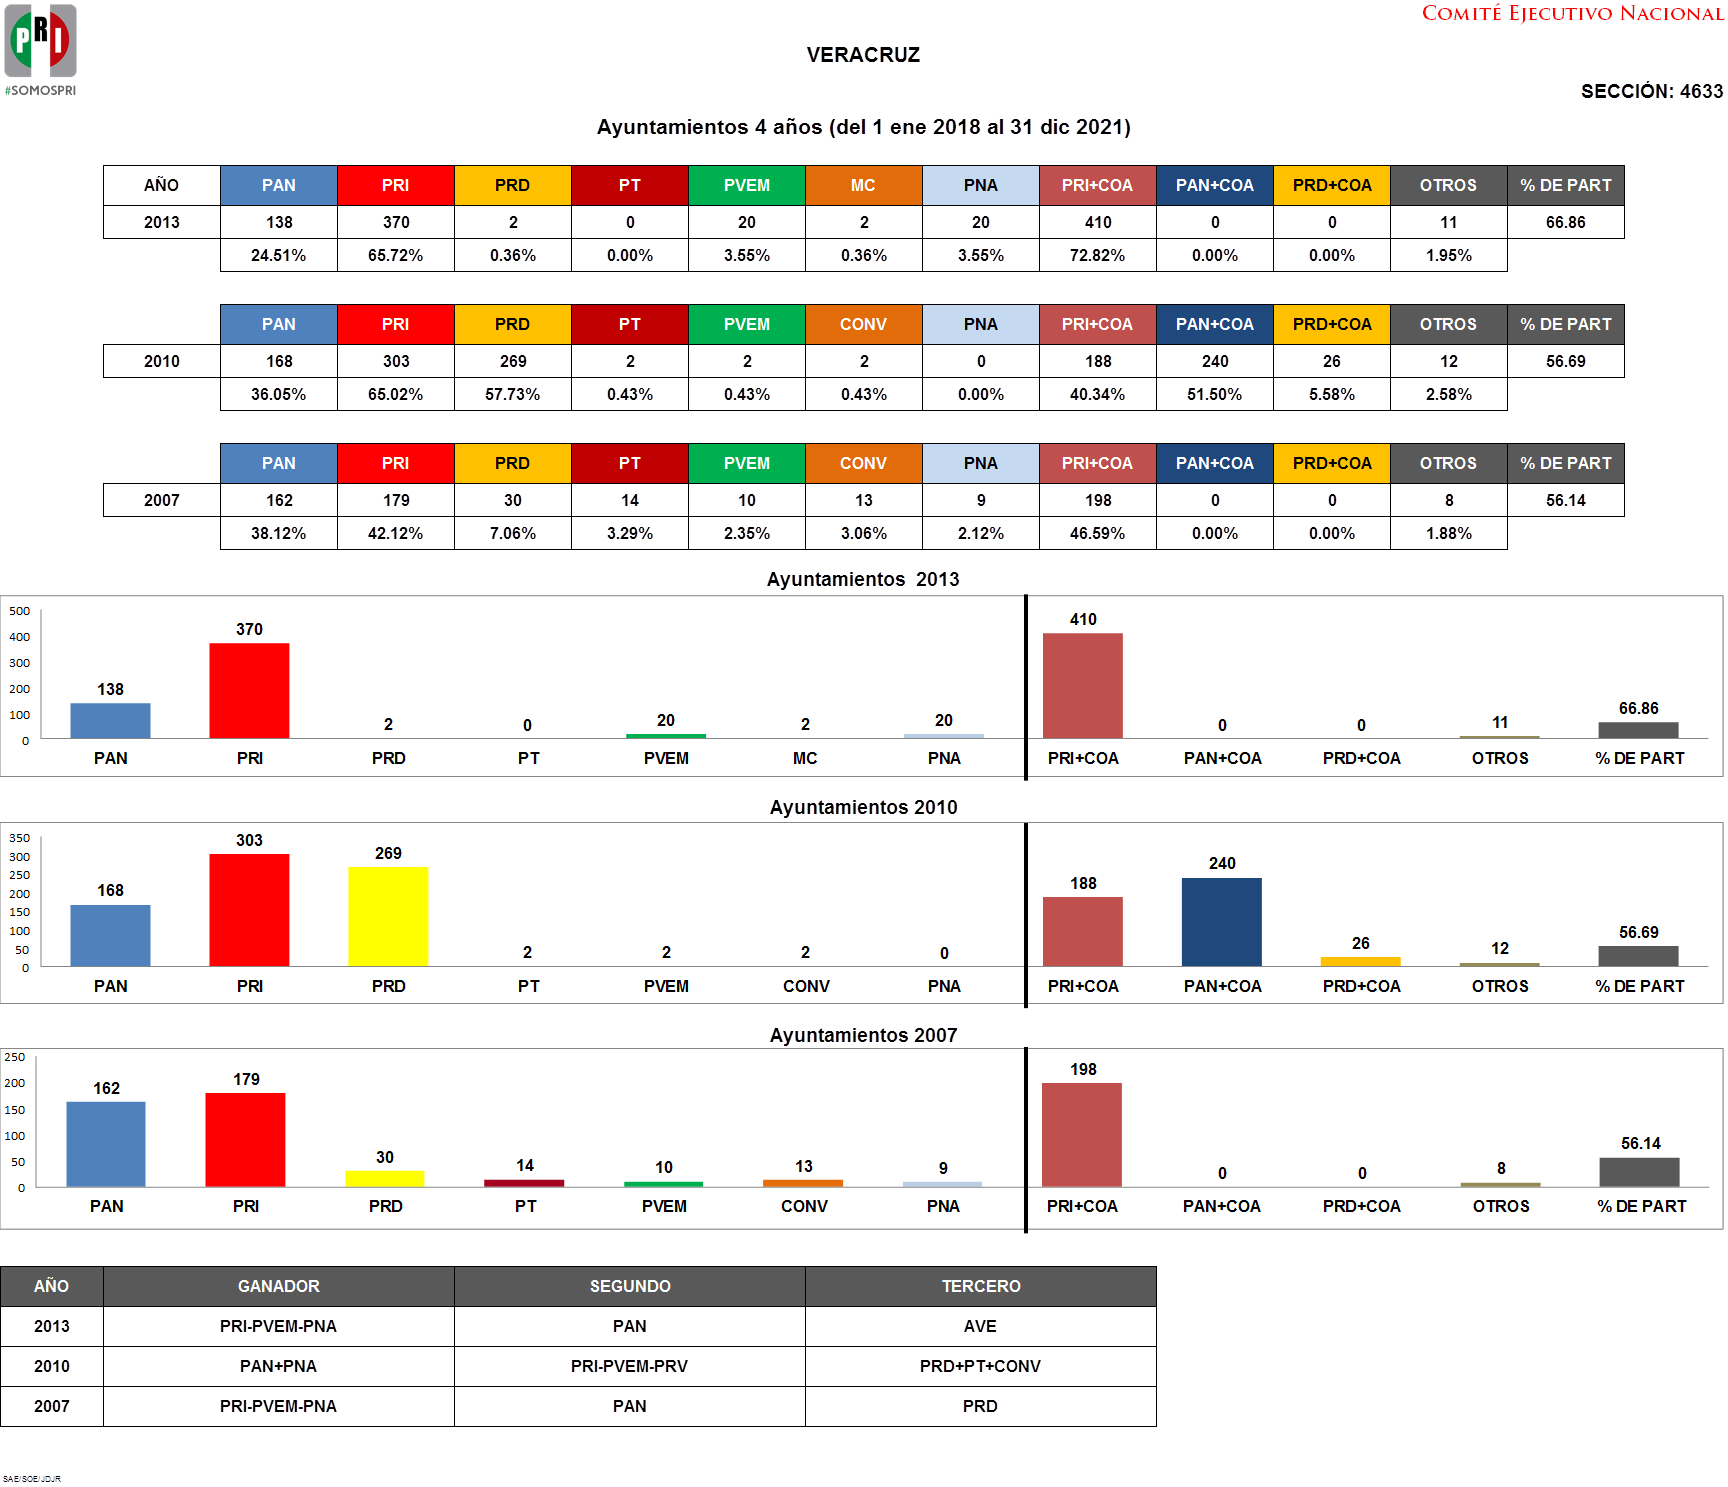 PRI
#SOMOSPRI
COMITÉ EJECUTIVO NACIONAL
VERACRUZ
SECCIÓN: 4633
Ayuntamientos 4 años (del 1 ene 2018 al 31 dic 2021)
AÑO PAN PRI PRD PT PVEM MC PNA PRI+COA PAN+COA PRD+COA OTROS % DE PART
2013 138 370 2 0 20 2 20 410 0 0 11 66.86
24.51% 65.72% 0.36% 0.00% 3.55% 0.36% 3.55% 72.82% 0.00% 0.00% 1.95%
PAN PRI PRD PT PVEM CONV PNA PRI+COA PAN+COA PRD+COA OTROS % DE PART
2010 168 303 269 2 2 2 0 188 240 26 12 56.69
36.05% 65.02% 57.73% 0.43% 0.43% 0.43% 0.00% 40.34% 51.50% 5.58% 2.58%
PAN PRI PRD PT PVEM CONV PNA PRI+COA PAN+COA PRD+COA OTROS % DE PART
2007 162 179 30 14 10 13 9 198 0 0 8 56.14
38.12% 42.12% 7.06% 3.29% 2.35% 3.06% 2.12% 46.59% 0.00% 0.00% 1.88%
Ayuntamientos 2013
500
400
300
200
100
0
138 370 2 0 20 2 20 410 0 0 11 66.86
PAN PRI PRD PT PVEM MC PNA PRI+COA PAN+COA PRD+COA OTROS % DE PART
Ayuntamientos 2010
350
300
250
200
150
100
50
0
168 303 269 2 2 2 0 188 240 26 12 56.69
PAN PRI PRD PT PVEM CONV PNA PRI+COA PAN+COA PRD+COA OTROS % DE PART
Ayuntamientos 2007
250
200
150
100
50
0
162 179 30 14 10 13 9 198 0 0 8 56.14
PAN PRI PRD PT PVEM CONV PNA PRI+COA PAN+COA PRD+COA OTROS % DE PART
AÑO GANADOR SEGUNDO TERCERO
2013 PRI-PVEM-PNA PAN AVE
2010 PAN+PNA PRI-PVEM-PRV PRD+PT+CONV
2007 PRI-PVEM-PNA PAN PRD
SAE/SOE/JDJR